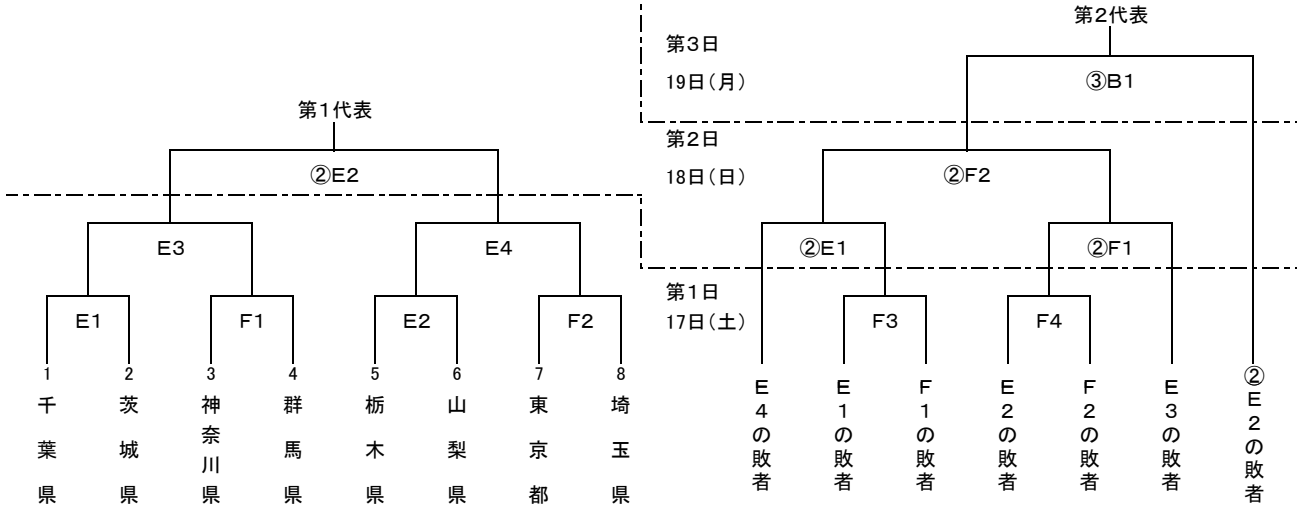 第1代表
②E2
E3
E4
E1
F1
E2
F2
1
2
3
4
5
6
7
8
千葉県
茨城県
神奈川県
群馬県
栃木県
山梨県
東京都
埼玉県
第3日
19日(月)
第2日
18日(日)
第1日
17日(土)
第2代表
③B1
②F2
②E1
②F1
F3
F4
E4の敗者
E1の敗者
F1の敗者
E2の敗者
F2の敗者
E3の敗者
②E2の敗者